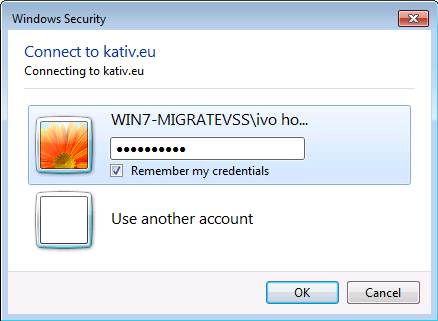 Windows Security
Connect to kativ.eu
Connecting to kativ.eu
WIN7-MIGRATEVSS\ivo ho...
●●●●●●●●●●
Remember my credentials
Use another account
OK
Cancel